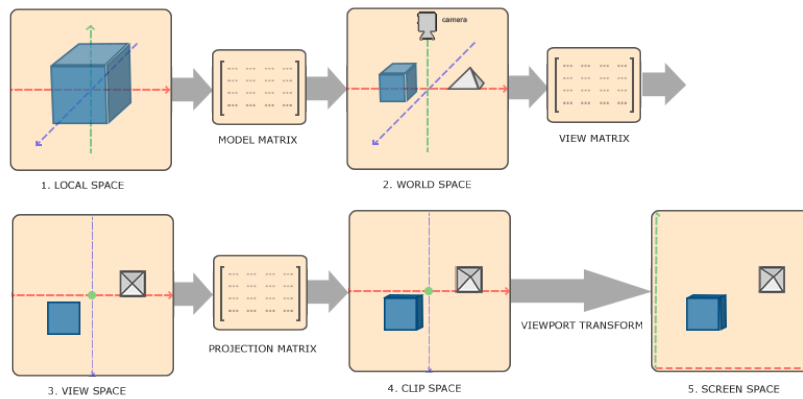 camera
MODEL MATRIX
VIEW MATRIX
1. LOCAL SPACE
2. WORLD SPACE
PROJECTION MATRIX
VIEWPORT TRANSFORM
3. VIEW SPACE
4. CLIP SPACE
5. SCREEN SPACE